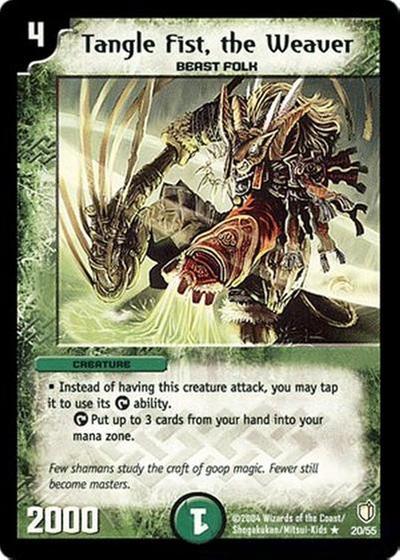 4
Tangle Fist, the Weaver
BEAST FOLK
CREATURE
▪ Instead of having this creature attack, you may tap
it to use its ability.
Put up to 3 cards from your hand into your
mana zone.
Few shamans study the craft of goop magic. Fewer still
become masters.
2000
1
©2004 Wizards of the Coast/
Shogakukan/Mitsui-Kids ★ 20/55